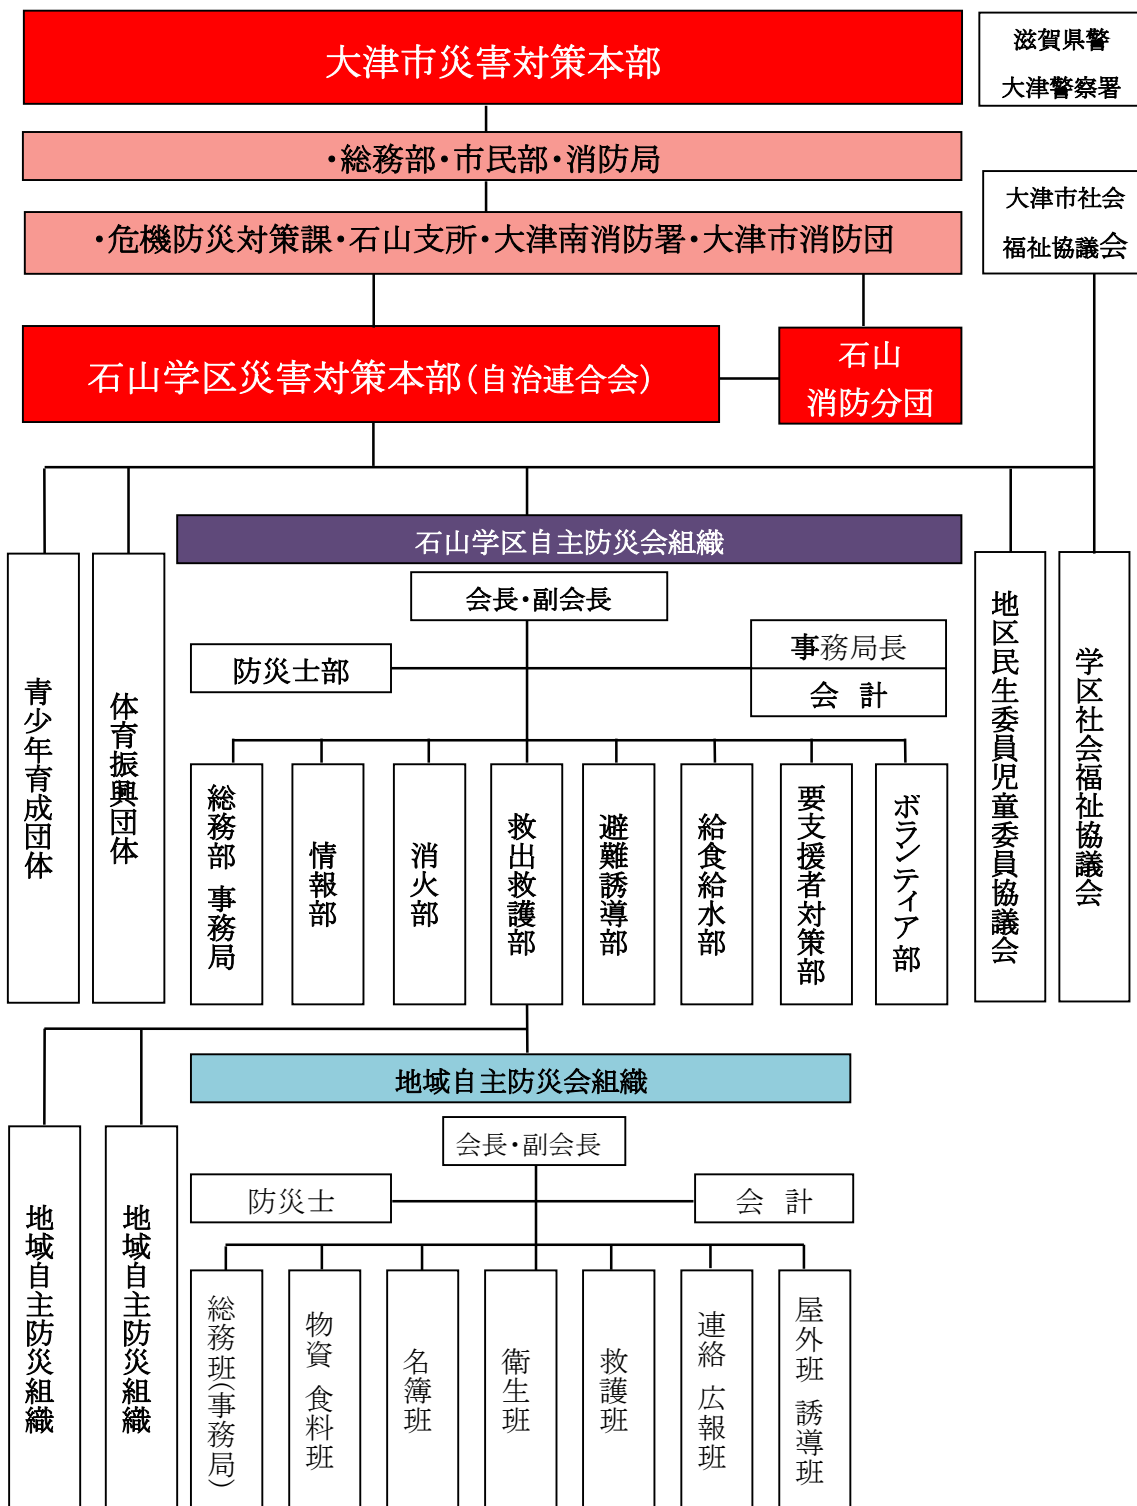 大津市災害対策本部
滋賀県警
大津警察署
・総務部・市民部・消防局
大津市社会
福祉協議会
・危機防災対策課・石山支所・大津南消防署・大津市消防団
石山学区災害対策本部(自治連合会)
石山
消防分団
石山学区自主防災会組織
会長・副会長
防災士部
事務局長
会 計
青少年育成団体
体育振興団体
総務部 事務局
情報部
消火部
救出救護部
避難誘導部
給食給水部
要支援者対策部
ボランティア部
地区民生委員児童委員協議会
学区社会福祉協議会
地域自主防災会組織
会長・副会長
防災士
会 計
地域自主防災組織
地域自主防災組織
総務班(事務局)
物資 食料班
名簿班
衛生班
救護班
連絡 広報班
屋外班 誘導班